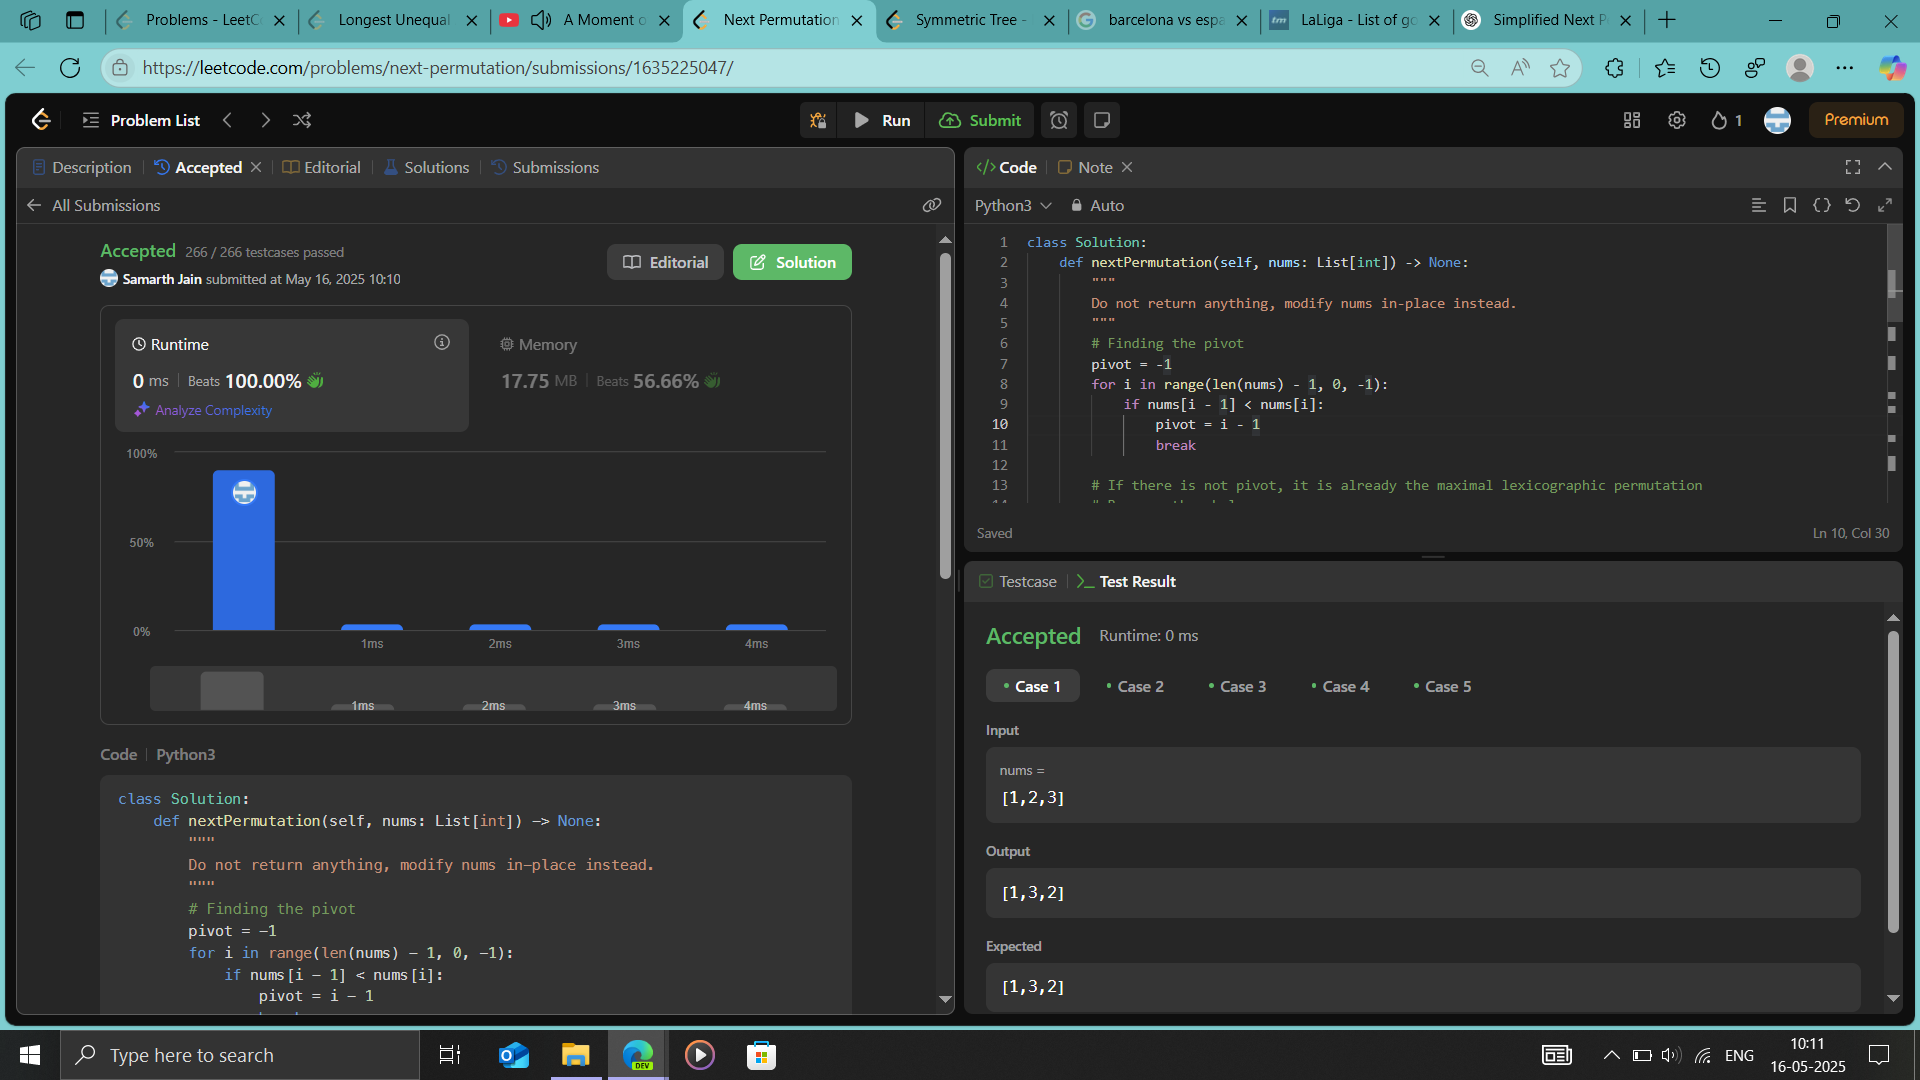 Problems - LeetC
Longest Unequal
A Moment o
Next Permutation
Symmetric Tree -
barcelona vs espa
LaLiga - List of go
Simplified Next P
https://leetcode.com/problems/next-permutation/submissions/1635225047/
Problem List
Run
Submit
1
Premium
Description
Accepted
Editorial
Solutions
Submissions
All Submissions
Accepted 266 / 266 testcases passed
Samarth Jain submitted at May 16, 2025 10:10
Editorial
Solution
Runtime
0 ms Beats 100.00%
Analyze Complexity
Memory
17.75 MB Beats 56.66%
100%
50%
0%
1ms 2ms 3ms 4ms
1ms 2ms 3ms 4ms
Code Python3
class Solution:
def nextPermutation(self, nums: List[int]) -> None:
"""
Do not return anything, modify nums in-place instead.
"""
# Finding the pivot
pivot = -1
for i in range(len(nums) - 1, 0, -1):
if nums[i - 1] < nums[i]:
pivot = i - 1
Code
Note
Python3
Auto
1 class Solution:
2 def nextPermutation(self, nums: List[int]) -> None:
3 """
4 Do not return anything, modify nums in-place instead.
5 """
6 # Finding the pivot
7 pivot = -1
8 for i in range(len(nums) - 1, 0, -1):
9 if nums[i - 1] < nums[i]:
10 pivot = i - 1
11 break
12
13 # If there is not pivot, it is already the maximal lexicographic permutation
Saved
Ln 10, Col 30
Testcase
Test Result
Accepted Runtime: 0 ms
Case 1
Case 2
Case 3
Case 4
Case 5
Input
nums =
[1,2,3]
Output
[1,3,2]
Expected
[1,3,2]
Type here to search
DEV
ENG
10:11
16-05-2025